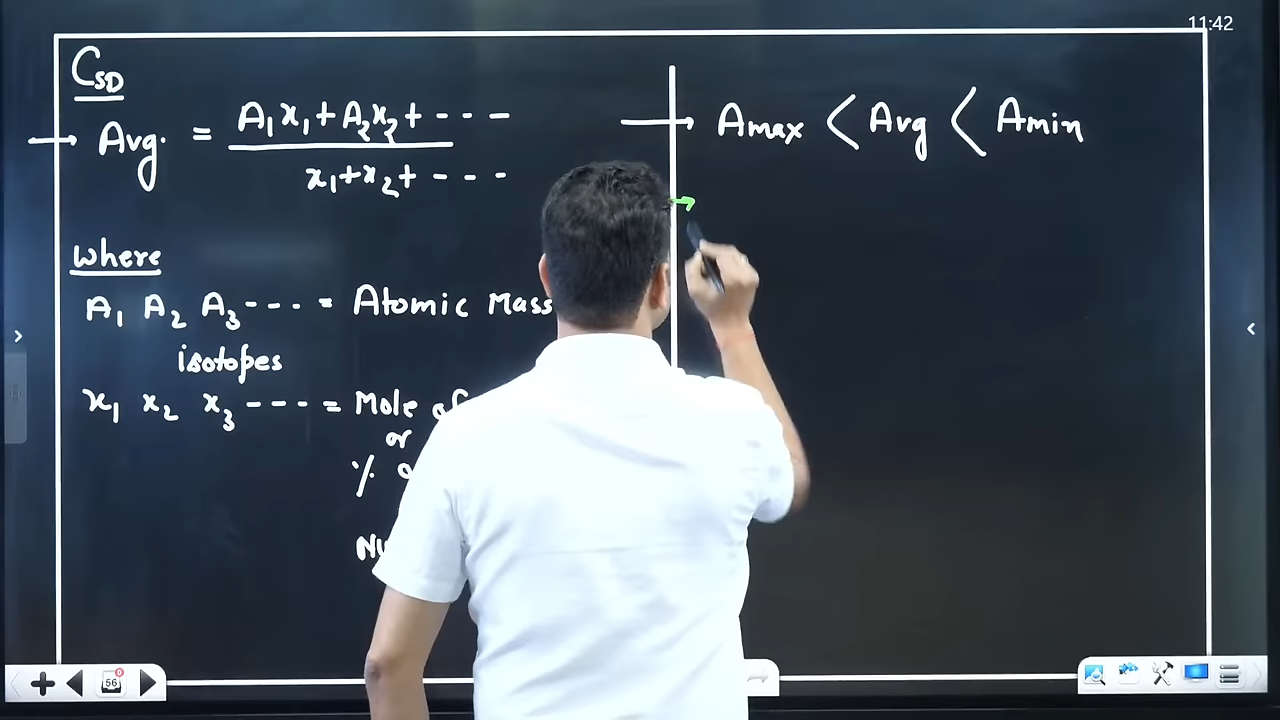 11:42
CSD
→ Avg. = A₁x₁+A₂x₂+ - - -
x₁+x₂+ - - -
where
A₁ A₂ A₃ - - - = Atomic Mass
isotopes
x₁ x₂ x₃ - - - = Mole of
or
%
→ Amax < Avg < Amin
56